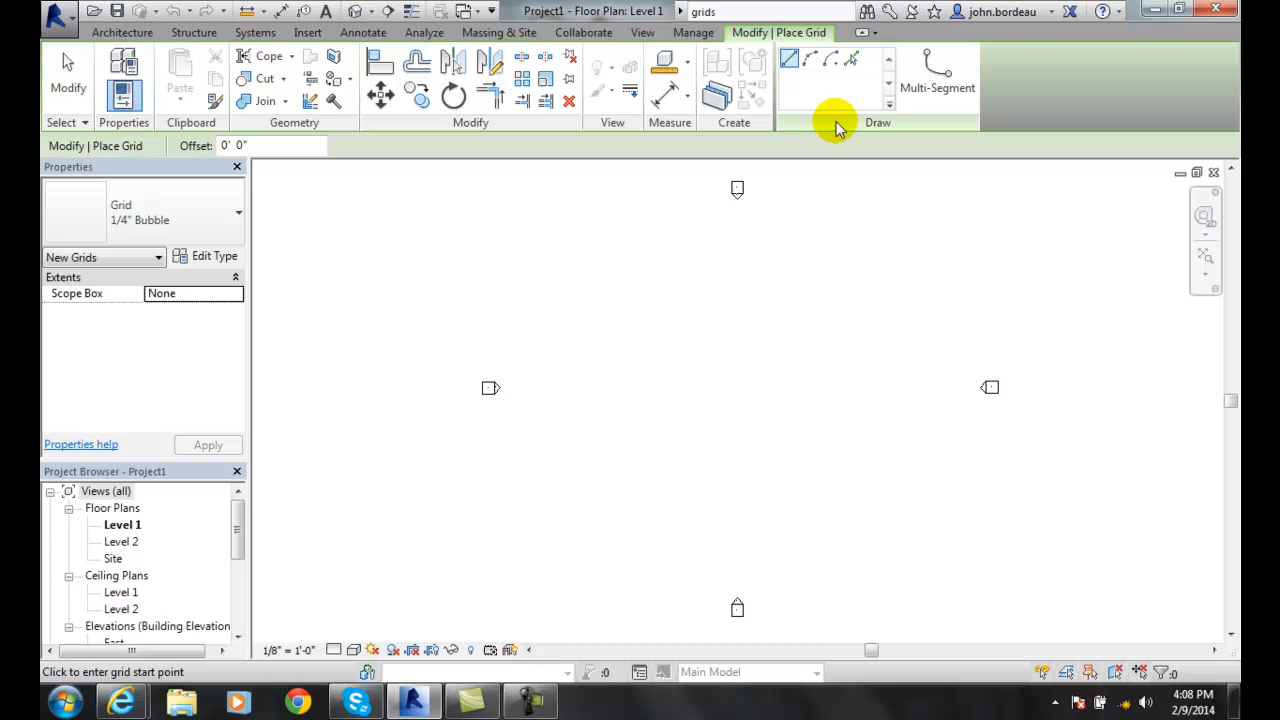 Project1 - Floor Plan: Level 1
grids
john.bordeau
Architecture Structure Systems Insert Annotate Analyze Massing & Site Collaborate View Manage Modify | Place Grid
Modify
Paste
Cope
Cut
Join
Multi-Segment
Select Properties Clipboard Geometry Modify View Measure Create Draw
Modify | Place Grid Offset: 0' 0"
Properties
Grid
1/4" Bubble
New Grids Edit Type
Extents
Scope Box None
Properties help Apply
Project Browser - Project1
Views (all)
Floor Plans
Level 1
Level 2
Site
Ceiling Plans
Level 1
Level 2
Elevations (Building Elevation
1/8" = 1'-0"
Click to enter grid start point :0 Main Model :0
2D
4:08 PM
2/9/2014